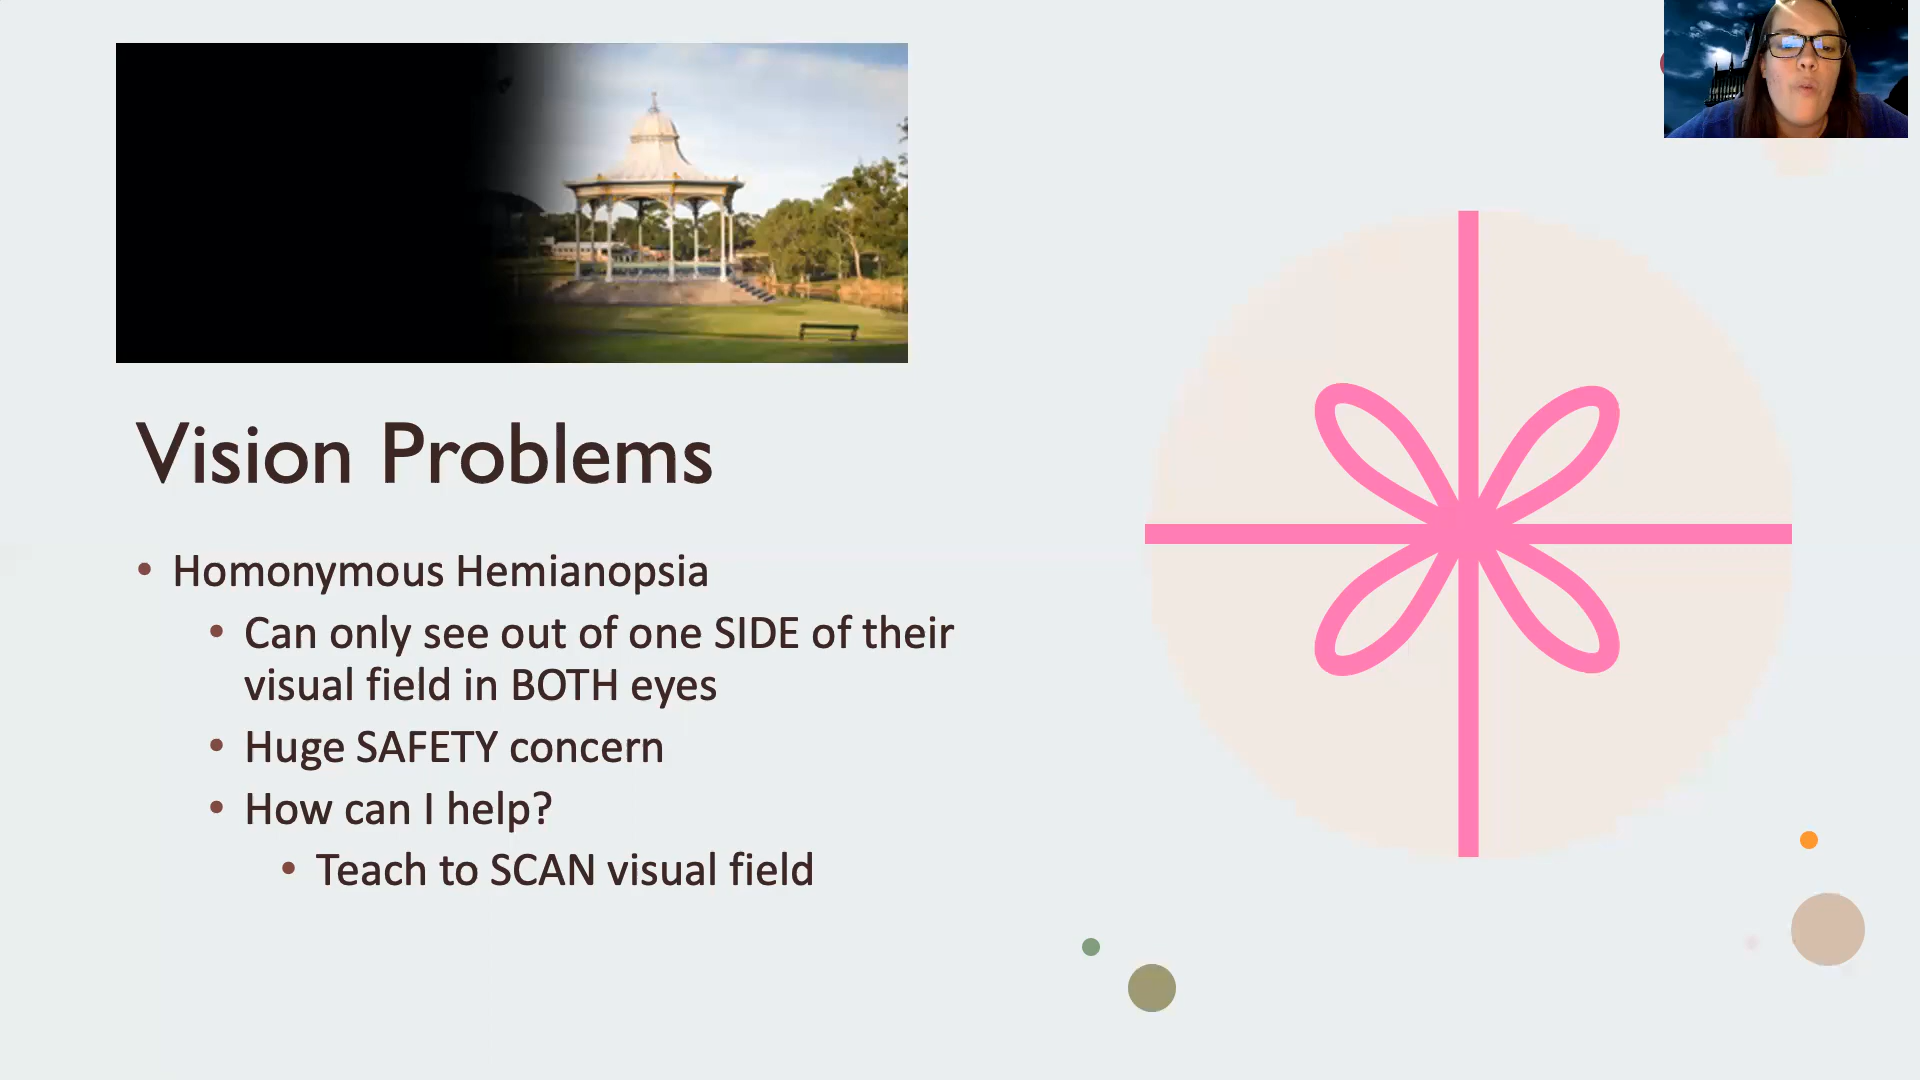 Vision Problems
• Homonymous Hemianopsia
• Can only see out of one SIDE of their
visual field in BOTH eyes
• Huge SAFETY concern
• How can I help?
• Teach to SCAN visual field